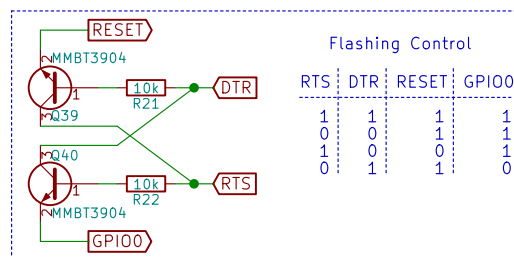 RESET
2
MMBT3904
1
10k
R21
DTR
3
Q39
3
Q40
1
10k
R22
RTS
2
MMBT3904
GPIO0
Flashing Control
RTS DTR RESET GPIO0
1 1 1 1
0 0 1 1
1 0 0 1
0 1 1 0